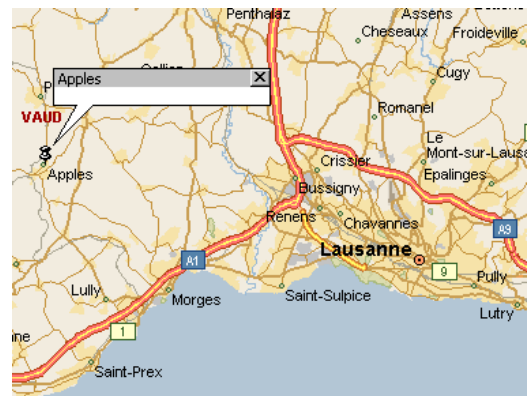 Penthalaz
Assens
Cheseaux
Froideville
Apples
Cugy
VAUD
Romanel
Le
Mont-sur-Laus
Apples
Crissier
Epalinges
Bussigny
Renens
Chavannes
A9
Lausanne
A1
9
Pully
Lully
Morges
Saint-Sulpice
Lutry
1
Saint-Prex